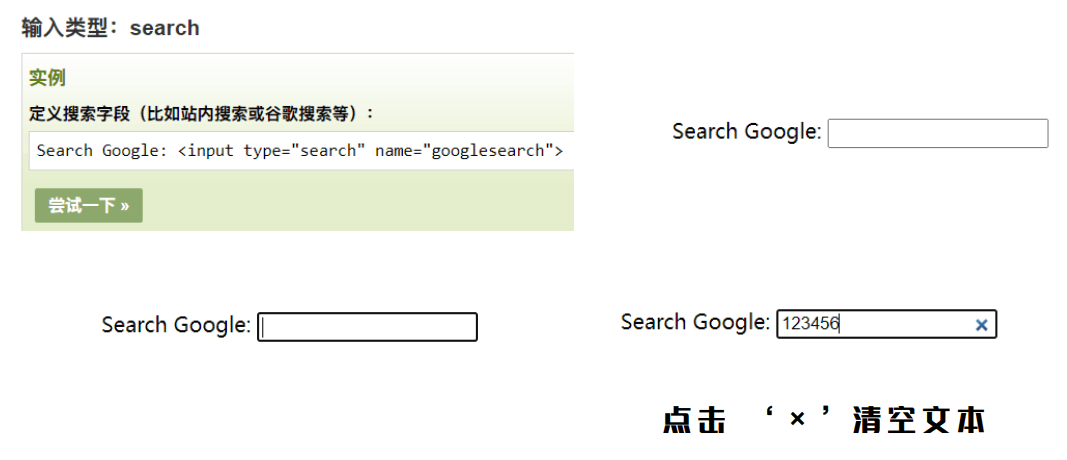 输入类型：search
实例
定义搜索字段（比如站内搜索或谷歌搜索等）：
Search Google: <input type="search" name="googlesearch">
尝试一下 »
Search Google:
Search Google:
Search Google: 123456 ×
点击 ‘×’清空文本